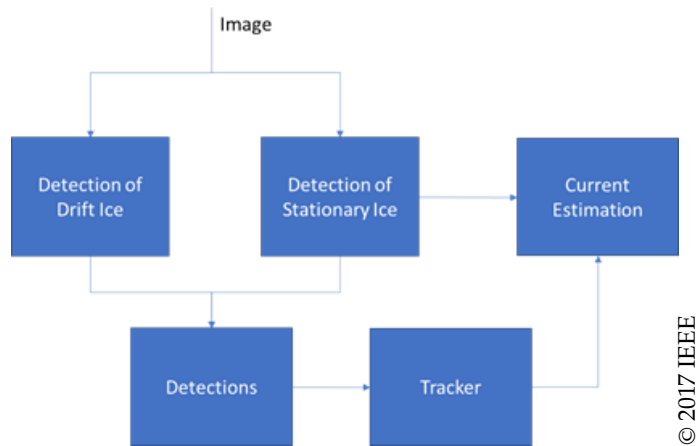 Image
Detection of
Drift Ice
Detection of
Stationary Ice
Current
Estimation
Detections
Tracker
© 2017 IEEE